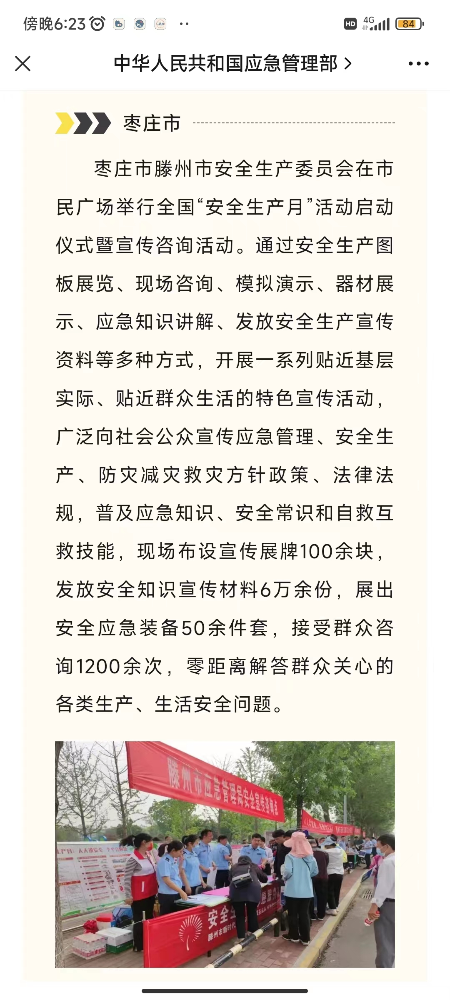 傍晚6:23
HD 4G 84
中华人民共和国应急管理部
枣庄市
枣庄市滕州市安全生产委员会在市
民广场举行全国“安全生产月”活动启动
仪式暨宣传咨询活动。通过安全生产图
板展览、现场咨询、模拟演示、器材展
示、应急知识讲解、发放安全生产宣传
资料等多种方式，开展一系列贴近基层
实际、贴近群众生活的特色宣传活动，
广泛向社会公众宣传应急管理、安全生
产、防灾减灾救灾方针政策、法律法
规，普及应急知识、安全常识和自救互
救技能，现场布设宣传展牌100余块，
发放安全知识宣传材料6万余份，展出
安全应急装备50余件套，接受群众咨
询1200余次，零距离解答群众关心的
各类生产、生活安全问题。
滕州市应急管理局安全宣传咨询点
生产月：人人讲安全 个个会应急
安全生 愿服务
滕州市新时代